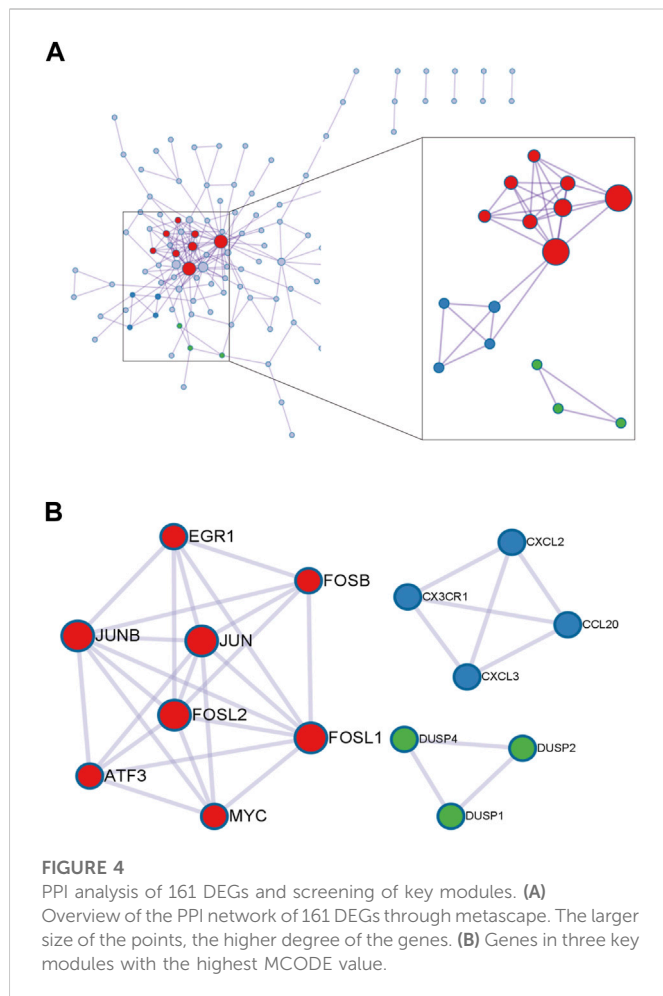 A
B
EGR1
FOSB
JUNB
JUN
FOSL2
FOSL1
ATF3
MYC
CXCL2
CX3CR1
CCL20
CXCL3
DUSP4
DUSP2
DUSP1
FIGURE 4
PPI analysis of 161 DEGs and screening of key modules. (A)
Overview of the PPI network of 161 DEGs through metascape. The larger
size of the points, the higher degree of the genes. (B) Genes in three key
modules with the highest MCODE value.